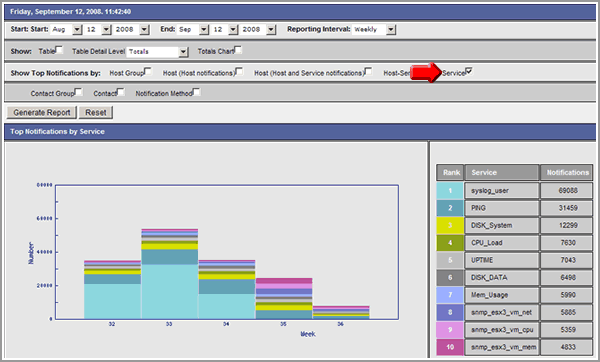 Friday, September 12, 2008. 11:42:40
Start: Start: Aug 12 2008 End: Sep 12 2008 Reporting Interval: Weekly
Show: Table Table Detail Level Totals Totals Chart
Show Top Notifications by: Host Group Host (Host notifications) Host (Host and Service notifications) Host-Ser Service
Contact Group Contact Notification Method
Generate Report Reset
Top Notifications by Service
Number
80000
60000
40000
20000
0
32 33 34 35 36
Week
Rank Service Notifications
1 syslog_user 69088
2 PING 31459
3 DISK_System 12299
4 CPU_Load 7630
5 UPTIME 7043
6 DISK_DATA 6498
7 Mem_Usage 5990
8 snmp_esx3_vm_net 5885
9 snmp_esx3_vm_cpu 5359
10 snmp_esx3_vm_mem 4833